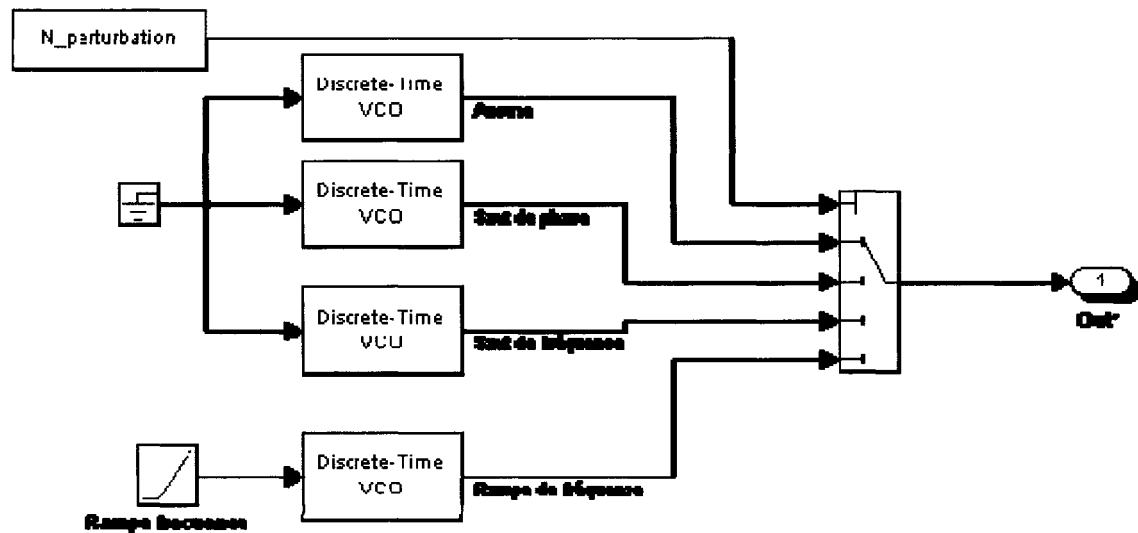 N_perturbation
Discrete-Time
VCO
Aucune
Discrete-Time
VCO
Saut de phase
Discrete-Time
VCO
Saut de fréquence
1
Discrete-Time
VCO
Rampe de fréquence